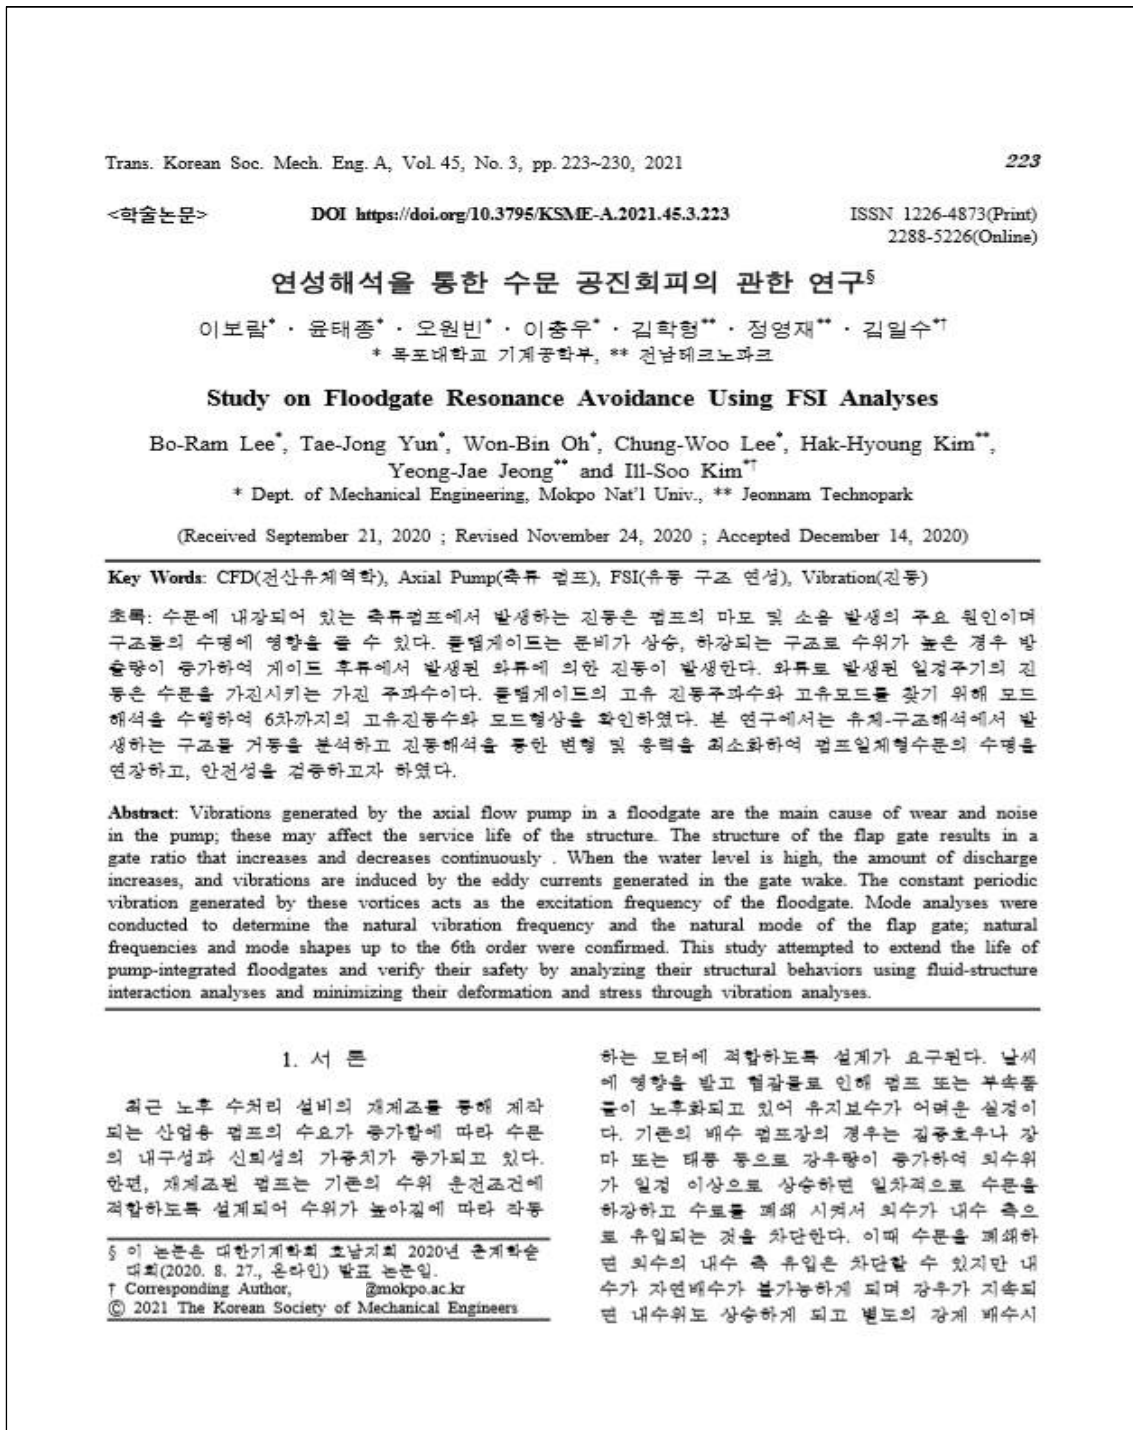 Trans. Korean Soc. Mech. Eng. A, Vol. 45, No. 3, pp. 223~230, 2021
223
<학술논문>
DOI https://doi.org/10.3795/KSME-A.2021.45.3.223
ISSN 1226-4873(Print)
2288-5226(Online)
연성해석을 통한 수문 공진회피의 관한 연구§
이보람* · 윤태종* · 오원빈* · 이충우* · 김학형** · 정영재** · 김일수*†
* 목포대학교 기계공학부, ** 전남테크노파크
Study on Floodgate Resonance Avoidance Using FSI Analyses
Bo-Ram Lee*, Tae-Jong Yun*, Won-Bin Oh*, Chung-Woo Lee*, Hak-Hyoung Kim**,
Yeong-Jae Jeong** and Ill-Soo Kim*†
* Dept. of Mechanical Engineering, Mokpo Nat'l Univ., ** Jeonnam Technopark
(Received September 21, 2020 ; Revised November 24, 2020 ; Accepted December 14, 2020)
Key Words: CFD(전산유체역학), Axial Pump(축류 펌프), FSI(유동 구조 연성), Vibration(진동)
초록: 수문에 내장되어 있는 축류펌프에서 발생하는 진동은 펌프의 마모 및 소음 발생의 주요 원인이며
구조물의 수명에 영향을 줄 수 있다. 플랩게이트는 문비가 상승, 하강되는 구조로 수위가 높은 경우 방
출량이 증가하여 게이트 후류에서 발생된 와류에 의한 진동이 발생한다. 와류로 발생된 일정주기의 진
동은 수문을 가진시키는 가진 주파수이다. 플랩게이트의 고유 진동주파수와 고유모드를 찾기 위해 모드
해석을 수행하여 6차까지의 고유진동수와 모드형상을 확인하였다. 본 연구에서는 유체-구조해석에서 발
생하는 구조물 거동을 분석하고 진동해석을 통한 변형 및 응력을 최소화하여 펌프일체형수문의 수명을
연장하고, 안전성을 검증하고자 하였다.
Abstract: Vibrations generated by the axial flow pump in a floodgate are the main cause of wear and noise
in the pump; these may affect the service life of the structure. The structure of the flap gate results in a
gate ratio that increases and decreases continuously . When the water level is high, the amount of discharge
increases, and vibrations are induced by the eddy currents generated in the gate wake. The constant periodic
vibration generated by these vortices acts as the excitation frequency of the floodgate. Mode analyses were
conducted to determine the natural vibration frequency and the natural mode of the flap gate; natural
frequencies and mode shapes up to the 6th order were confirmed. This study attempted to extend the life of
pump-integrated floodgates and verify their safety by analyzing their structural behaviors using fluid-structure
interaction analyses and minimizing their deformation and stress through vibration analyses.
1. 서 론
최근 노후 수처리 설비의 재제조를 통해 제작
되는 산업용 펌프의 수요가 증가함에 따라 수문
의 내구성과 신뢰성의 가중치가 증가되고 있다.
한편, 재제조된 펌프는 기존의 수위 운전조건에
적합하도록 설계되어 수위가 높아짐에 따라 작동
§ 이 논문은 대한기계학회 호남지회 2020년 춘계학술
대회(2020. 8. 27., 온라인) 발표 논문임.
† Corresponding Author, @mokpo.ac.kr
© 2021 The Korean Society of Mechanical Engineers
하는 모터에 적합하도록 설계가 요구된다. 날씨
에 영향을 받고 협잡물로 인해 펌프 또는 부속품
들이 노후화되고 있어 유지보수가 어려운 실정이
다. 기존의 배수 펌프장의 경우는 집중호우나 장
마 또는 태풍 등으로 강우량이 증가하여 외수위
가 일정 이상으로 상승하면 일차적으로 수문을
하강하고 수로를 폐쇄 시켜서 외수가 내수 측으
로 유입되는 것을 차단한다. 이때 수문을 폐쇄하
면 외수의 내수 측 유입은 차단할 수 있지만 내
수가 자연배수가 불가능하게 되며 강우가 지속되
면 내수위도 상승하게 되고 별도의 강제 배수시